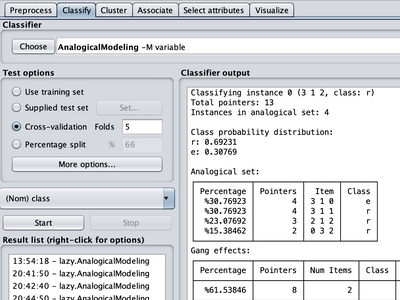 Preprocess Classify Cluster Associate Select attributes Visualize
Classifier
Choose AnalogicalModeling -M variable
Test options
Use training set
Supplied test set Set...
Cross-validation Folds 5
Percentage split % 66
More options...
(Nom) class
Start Stop
Result list (right-click for options)
13:54:18 - lazy.AnalogicalModeling
20:41:50 - lazy.AnalogicalModeling
20:42:40 - lazy.AnalogicalModeling
20:44:50 - lazy.AnalogicalModeling
Classifier output
Classifying instance 0 (3 1 2, class: r)
Total pointers: 13
Instances in analogical set: 4
Class probability distribution:
r: 0.69231
e: 0.30769
Analogical set:
Percentage Pointers Item Class
%30.76923 4 3 1 0 e
%30.76923 4 3 1 1 r
%23.07692 3 2 1 2 r
%15.38462 2 0 3 2 r
Gang effects:
Percentage Pointers Num Items Class
%61.53846 8 2